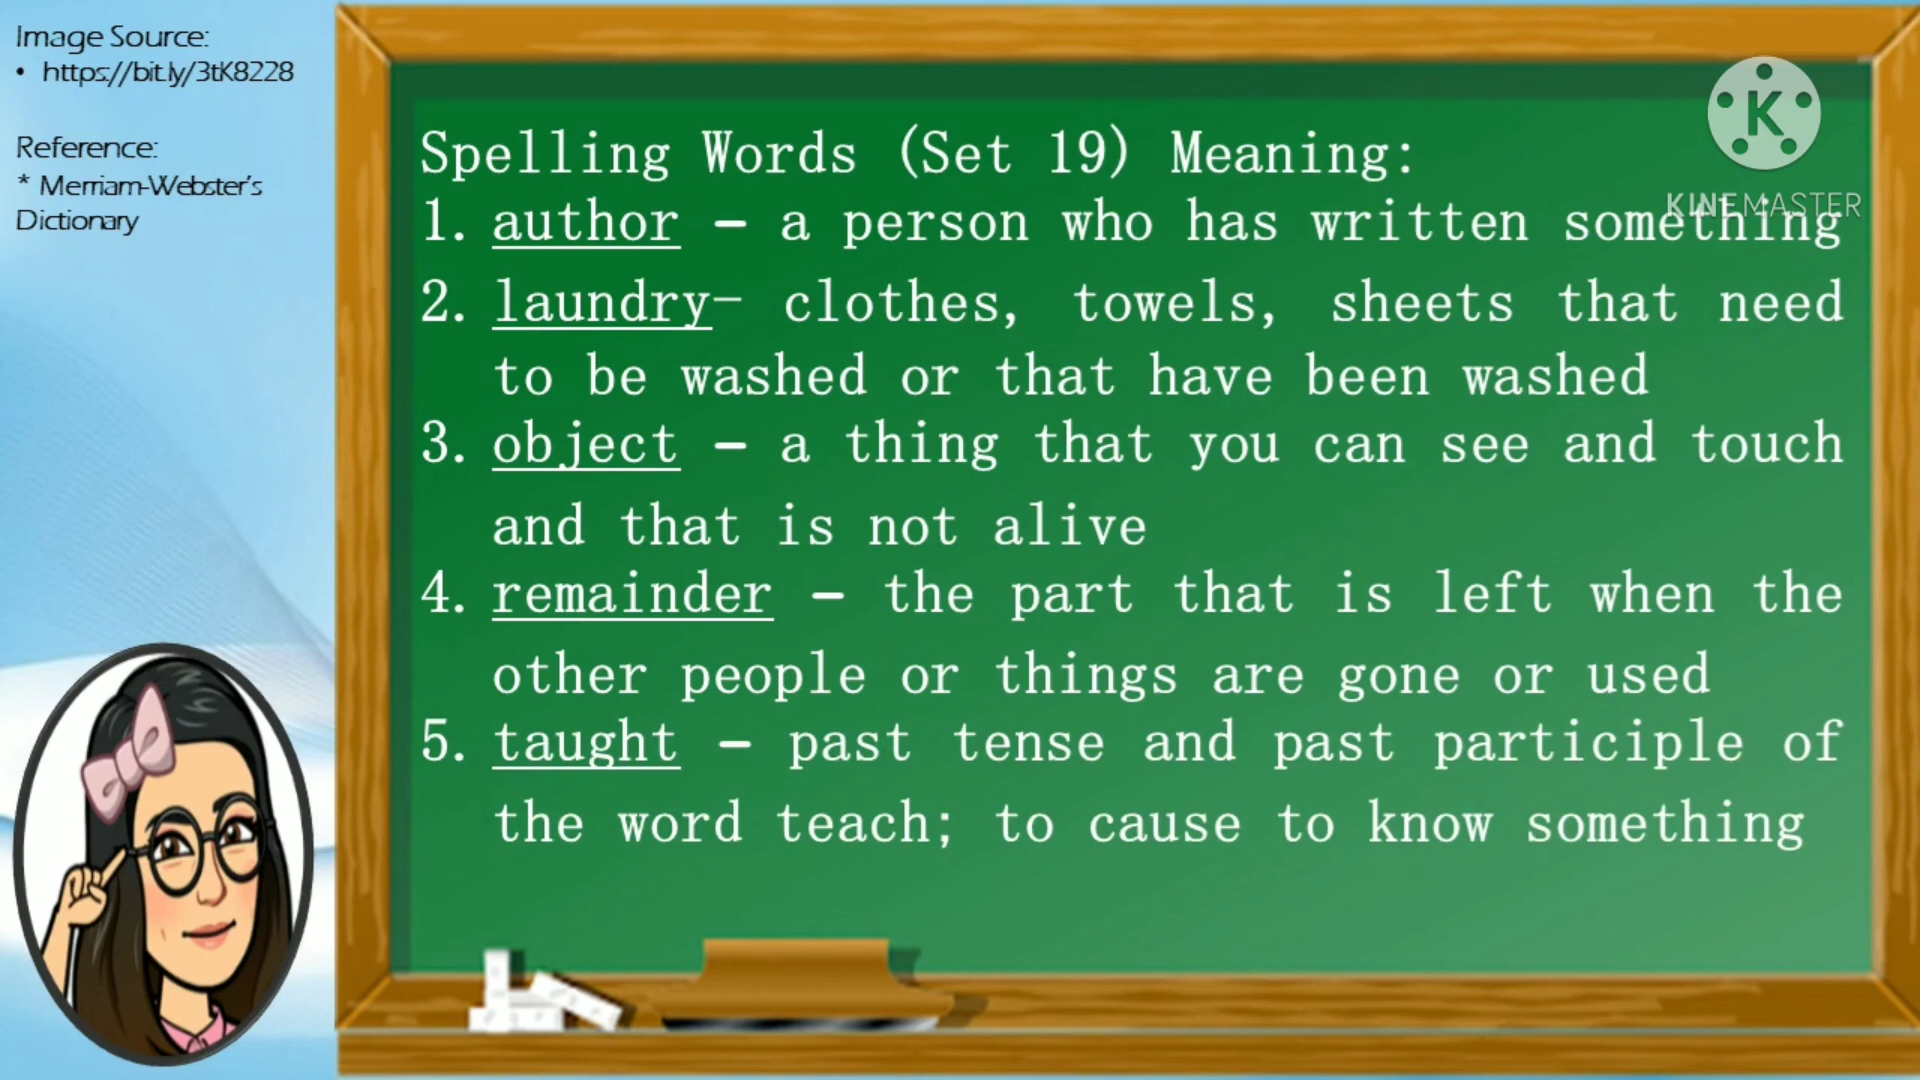 Image Source:
• https://bit.ly/3tK8228
Reference:
* Merriam-Webster's
Dictionary
K
KINEMASTER
Spelling Words (Set 19) Meaning:
1. author – a person who has written something
2. laundry– clothes, towels, sheets that need
to be washed or that have been washed
3. object – a thing that you can see and touch
and that is not alive
4. remainder – the part that is left when the
other people or things are gone or used
5. taught – past tense and past participle of
the word teach; to cause to know something